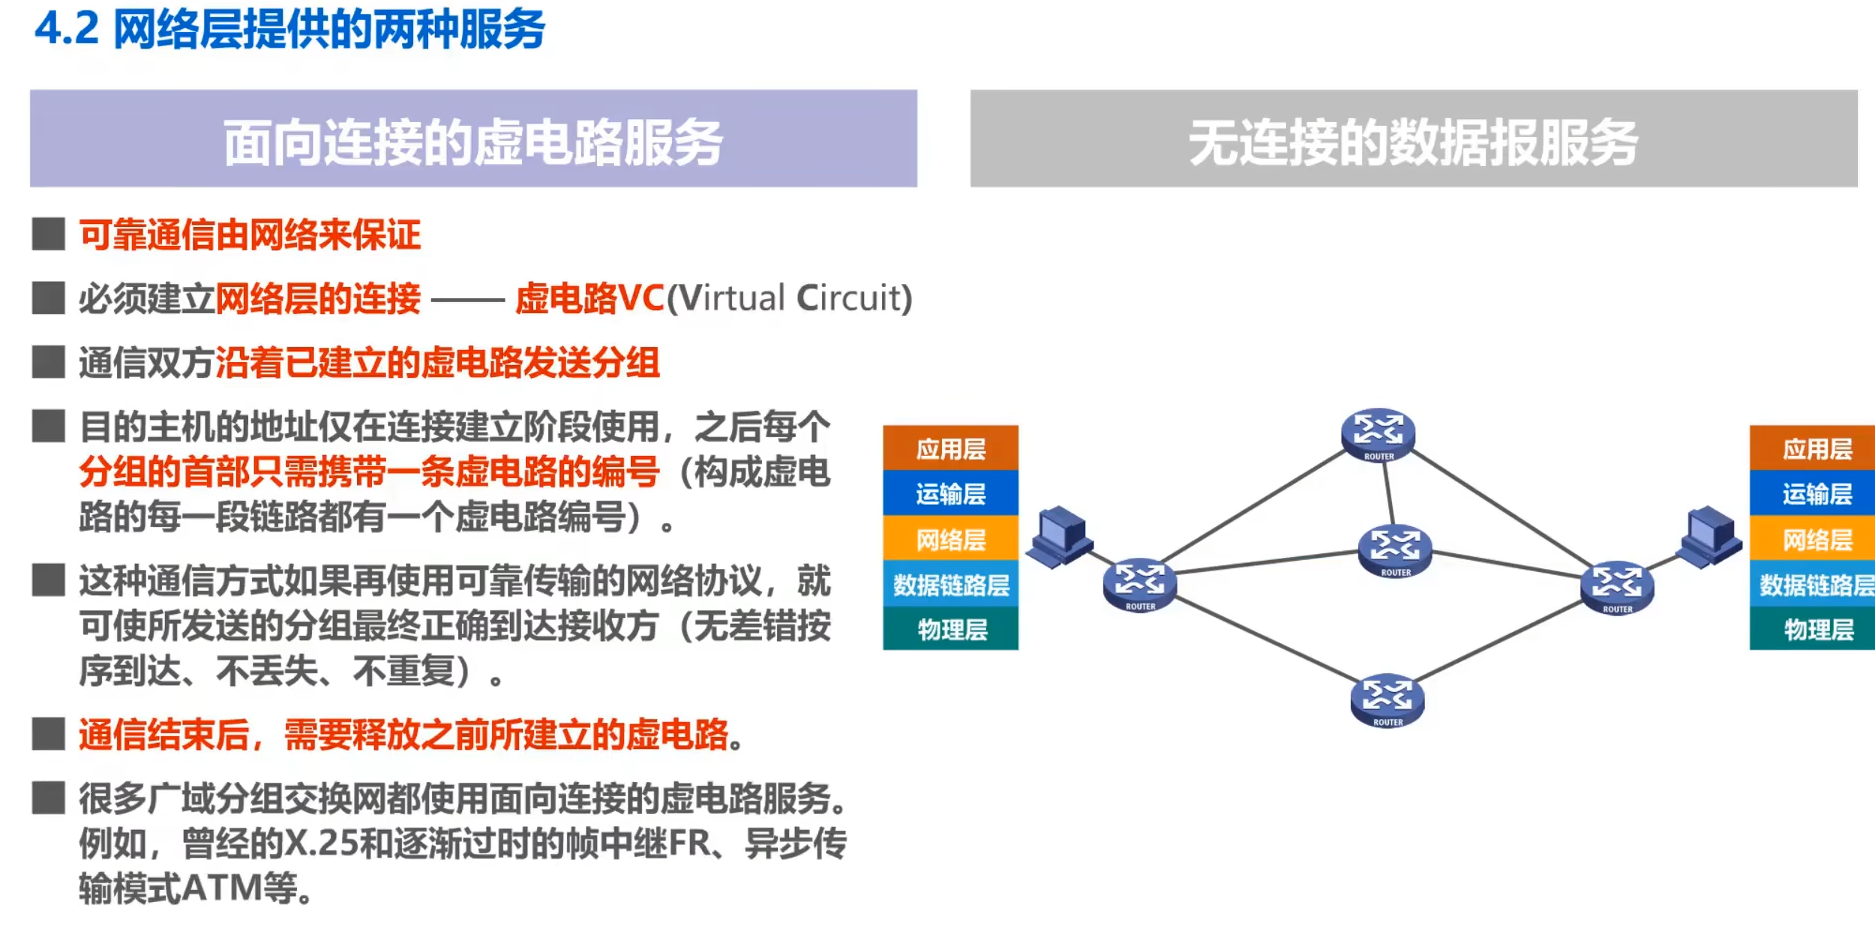 4.2 网络层提供的两种服务
面向连接的虚电路服务
无连接的数据报服务
可靠通信由网络来保证
必须建立网络层的连接 —— 虚电路VC(Virtual Circuit)
通信双方沿着已建立的虚电路发送分组
目的主机的地址仅在连接建立阶段使用，之后每个
分组的首部只需携带一条虚电路的编号（构成虚电
路的每一段链路都有一个虚电路编号）。
这种通信方式如果再使用可靠传输的网络协议，就
可使所发送的分组最终正确到达接收方（无差错按
序到达、不丢失、不重复）。
通信结束后，需要释放之前所建立的虚电路。
很多广域分组交换网都使用面向连接的虚电路服务。
例如，曾经的X.25和逐渐过时的帧中继FR、异步传
输模式ATM等。
应用层
运输层
网络层
数据链路层
物理层
ROUTER
ROUTER
ROUTER
ROUTER
ROUTER
应用层
运输层
网络层
数据链路层
物理层